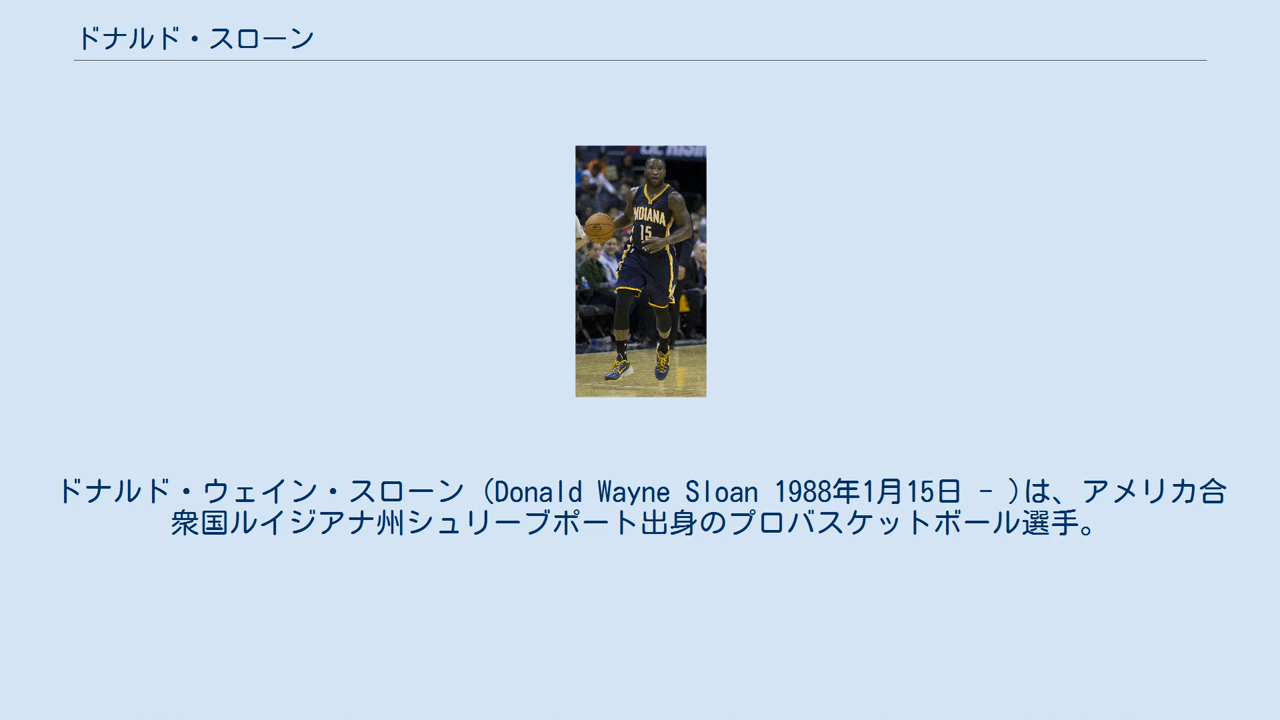 ドナルド・スローン
INDIANA
15
ドナルド・ウェイン・スローン (Donald Wayne Sloan 1988年1月15日 - )は、アメリカ合
衆国ルイジアナ州シュリーブポート出身のプロバスケットボール選手。